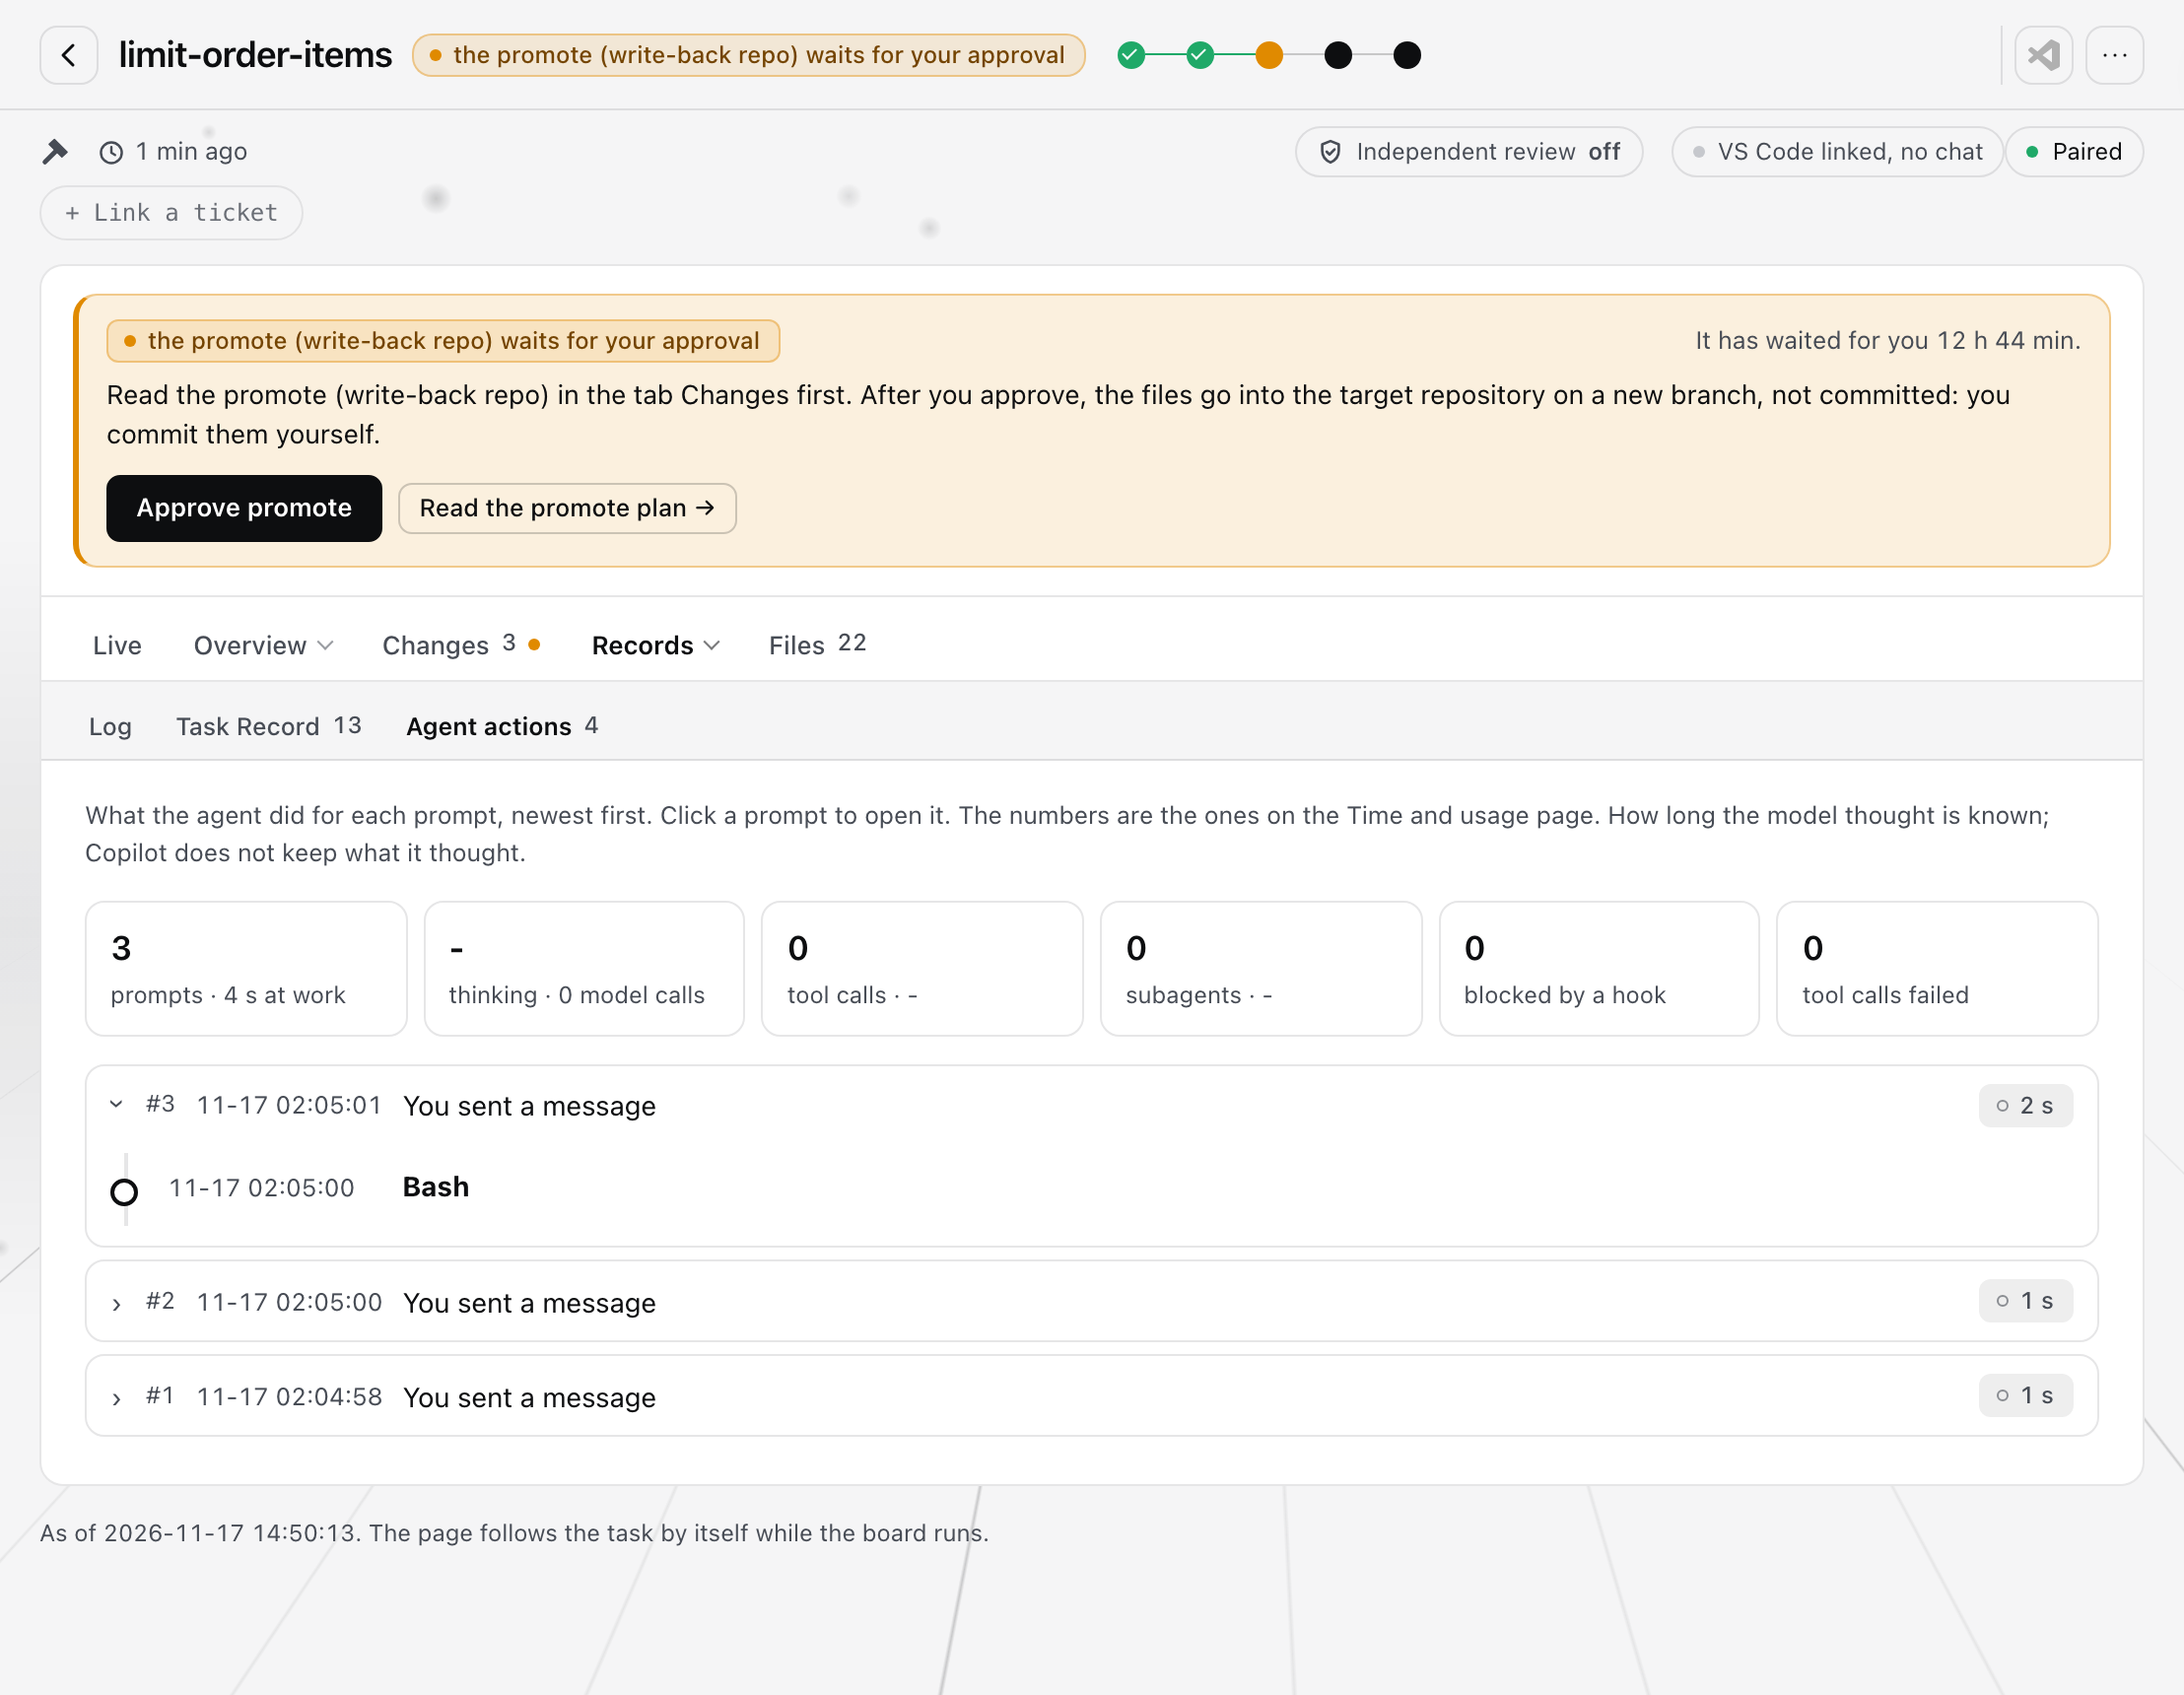 limit-order-items
the promote (write-back repo) waits for your approval
1 min ago
Independent review off
VS Code linked, no chat
Paired
+ Link a ticket
the promote (write-back repo) waits for your approval
It has waited for you 12 h 44 min.
Read the promote (write-back repo) in the tab Changes first. After you approve, the files go into the target repository on a new branch, not committed: you
commit them yourself.
Approve promote
Read the promote plan →
Live
Overview
Changes 3
Records
Files 22
Log
Task Record 13
Agent actions 4
What the agent did for each prompt, newest first. Click a prompt to open it. The numbers are the ones on the Time and usage page. How long the model thought is known;
Copilot does not keep what it thought.
3
prompts · 4 s at work
-
thinking · 0 model calls
0
tool calls · -
0
subagents · -
0
blocked by a hook
0
tool calls failed
#3 11-17 02:05:01 You sent a message
2 s
11-17 02:05:00 Bash
#2 11-17 02:05:00 You sent a message
1 s
#1 11-17 02:04:58 You sent a message
1 s
As of 2026-11-17 14:50:13. The page follows the task by itself while the board runs.